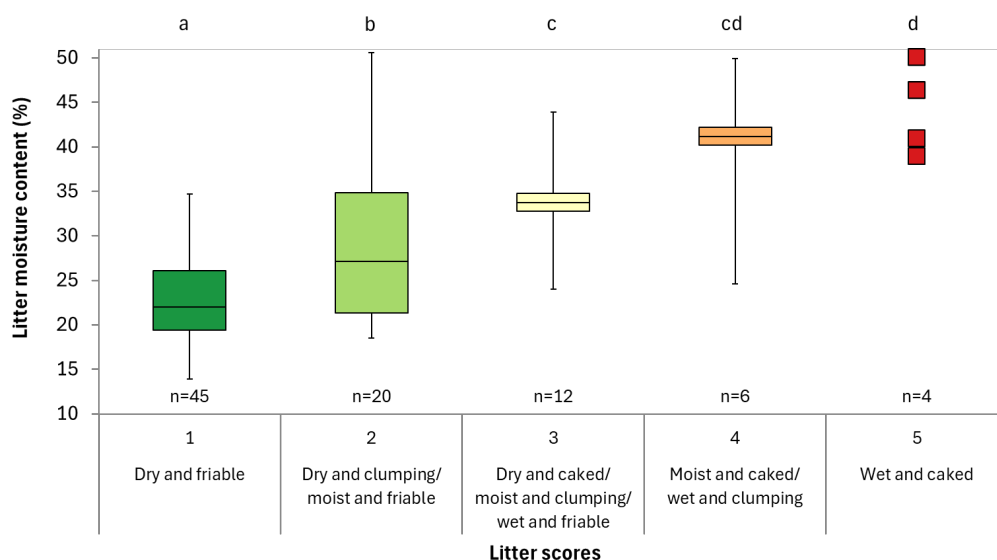 a b c cd d
Litter moisture content (%)
50
45
40
35
30
25
20
15
10
n=45 n=20 n=12 n=6 n=4
1 2 3 4 5
Dry and friable
Dry and clumping/
moist and friable
Dry and caked/
moist and clumping/
wet and friable
Moist and caked/
wet and clumping
Wet and caked
Litter scores